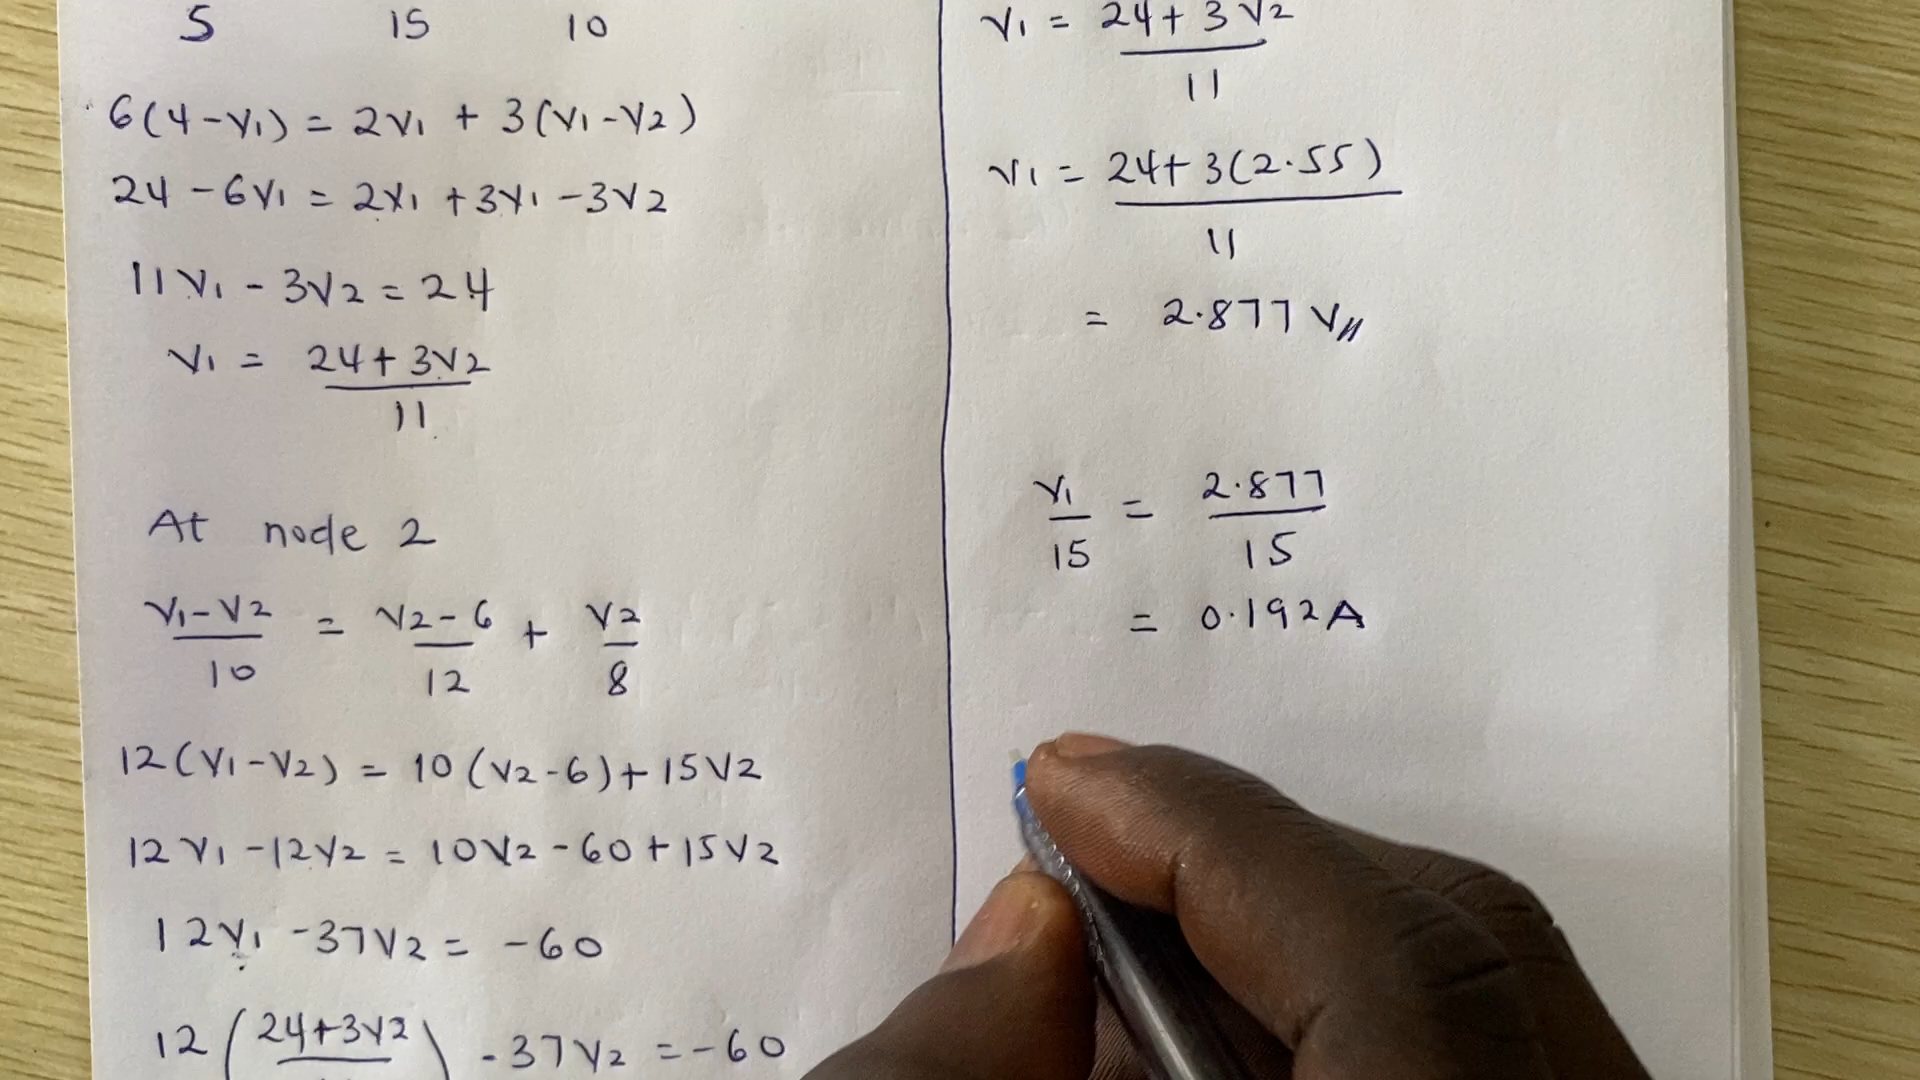 5 15 10
6(4-V1) = 2V1 + 3(V1-V2)
24 - 6V1 = 2V1 + 3V1 - 3V2
11V1 - 3V2 = 24
V1 = 24 + 3V2
11
At node 2
V1-V2 = V2-6 + V2
10 12 8
12(V1-V2) = 10(V2-6) + 15V2
12V1 - 12V2 = 10V2 - 60 + 15V2
12V1 - 37V2 = -60
12(24+3V2) - 37V2 = -60
V1 = 24 + 3V2
11
V1 = 24 + 3(2.55)
11
= 2.877 V
V1 = 2.877
15 15
= 0.192A